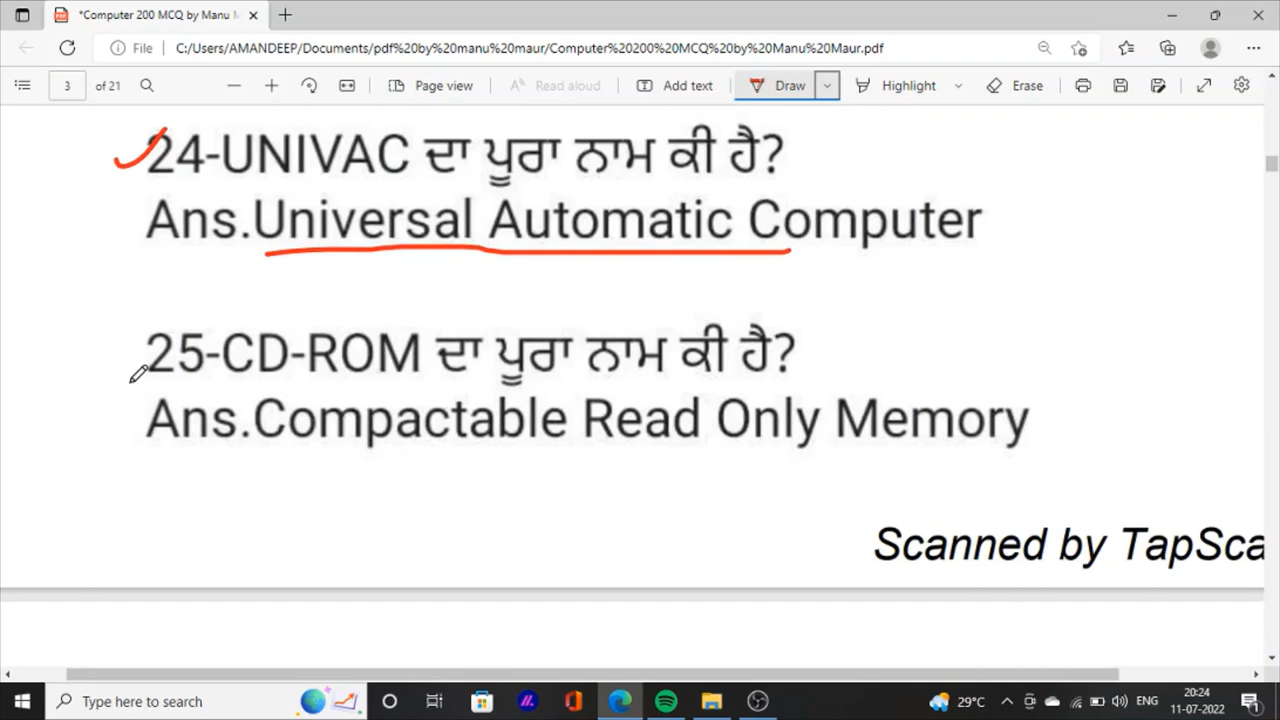 *Computer 200 MCQ by Manu M
File
C:/Users/AMANDEEP/Documents/pdf%20by%20manu%20maur/Computer%20200%20MCQ%20by%20Manu%20Maur.pdf
3 of 21
Page view
Read aloud
Add text
Draw
Highlight
Erase
24-UNIVAC ਦਾ ਪੂਰਾ ਨਾਮ ਕੀ ਹੈ?
Ans.Universal Automatic Computer
25-CD-ROM ਦਾ ਪੂਰਾ ਨਾਮ ਕੀ ਹੈ?
Ans.Compactable Read Only Memory
Scanned by TapSca
Type here to search
29°C
ENG
20:24
11-07-2022
1